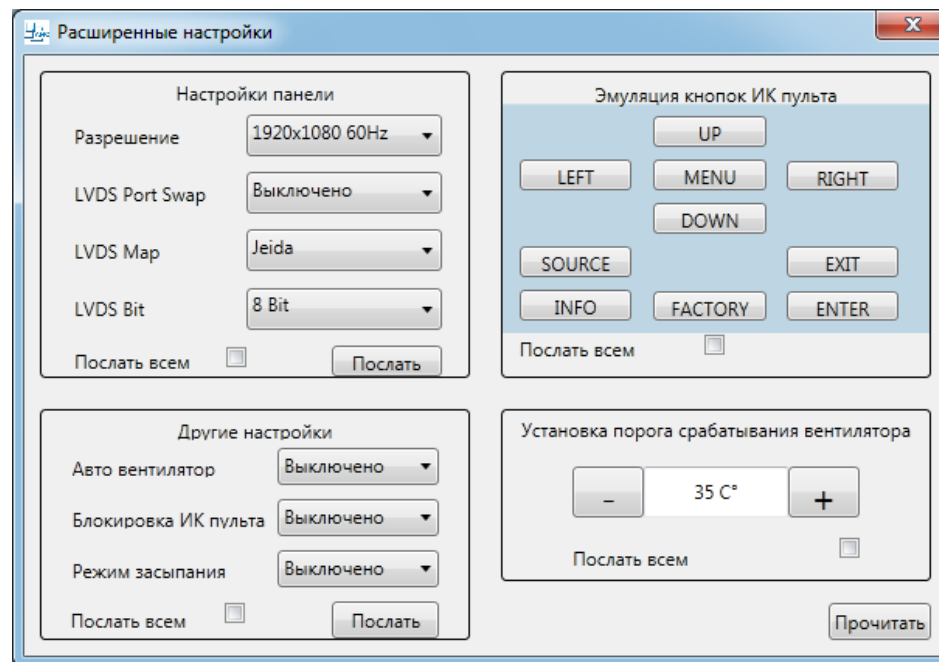 Расширенные настройки
Настройки панели
Разрешение 1920x1080 60Hz
LVDS Port Swap Выключено
LVDS Map Jeida
LVDS Bit 8 Bit
Послать всем Послать
Эмуляция кнопок ИК пульта
UP
LEFT MENU RIGHT
DOWN
SOURCE EXIT
INFO FACTORY ENTER
Послать всем
Другие настройки
Авто вентилятор Выключено
Блокировка ИК пульта Выключено
Режим засыпания Выключено
Послать всем Послать
Установка порога срабатывания вентилятора
- 35 C° +
Послать всем
Прочитать